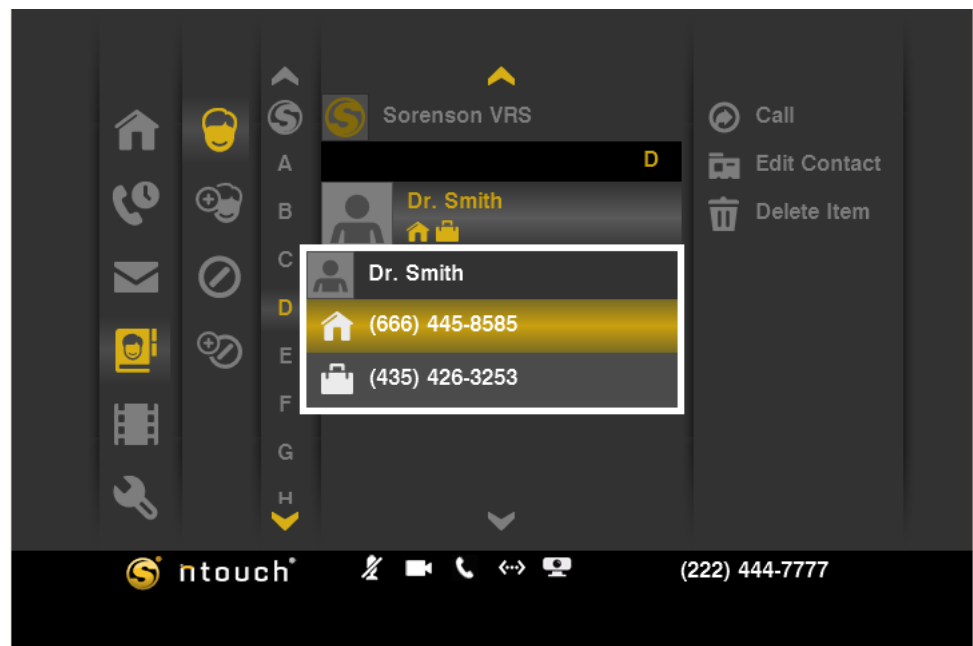 Sorenson VRS
D
Dr. Smith
Dr. Smith
(666) 445-8585
(435) 426-3253
A
B
C
D
E
F
G
H
Call
Edit Contact
Delete Item
ntouch
(222) 444-7777